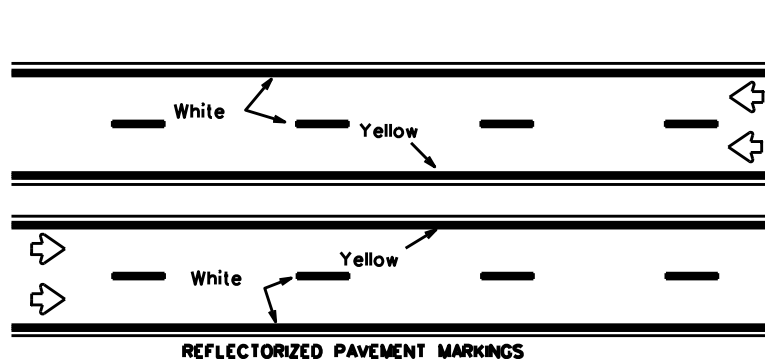 White
Yellow
Yellow
White
REFLECTORIZED PAVEMENT MARKINGS